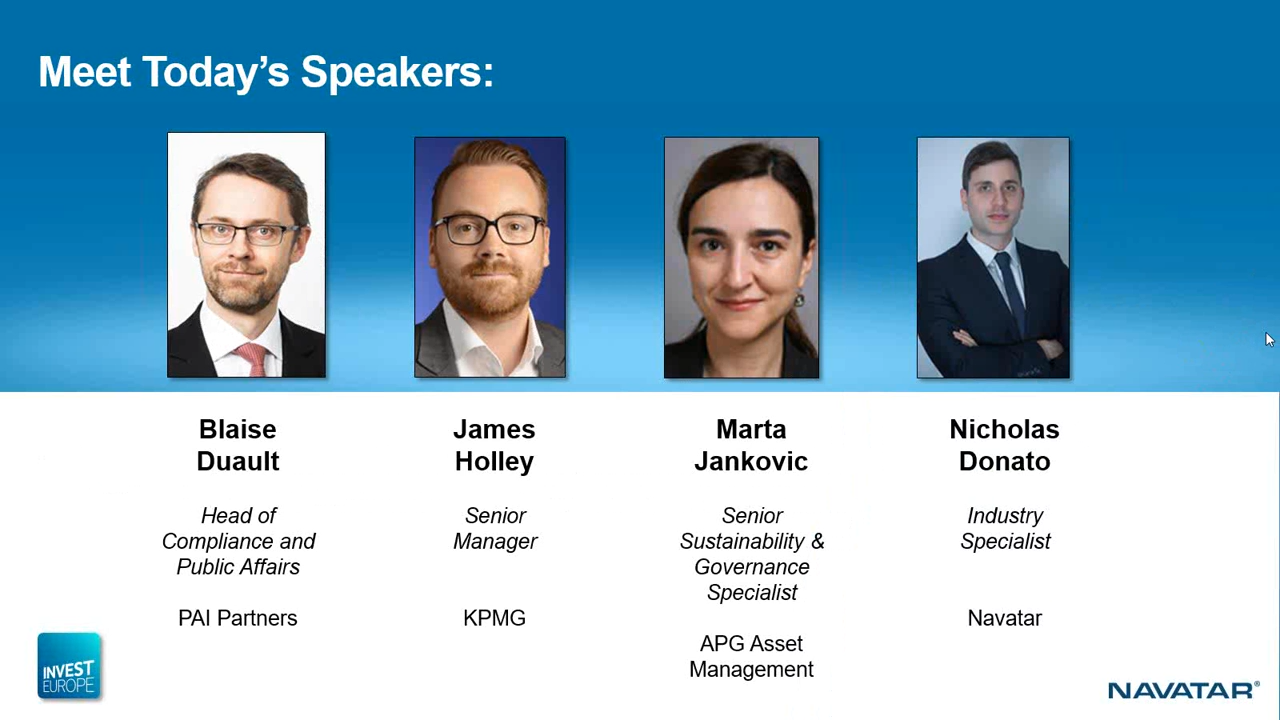 Meet Today's Speakers:
Blaise
Duault
Head of
Compliance and
Public Affairs
PAI Partners
James
Holley
Senior
Manager
KPMG
Marta
Jankovic
Senior
Sustainability &
Governance
Specialist
APG Asset
Management
Nicholas
Donato
Industry
Specialist
Navatar
INVEST
EUROPE
NAVATAR®